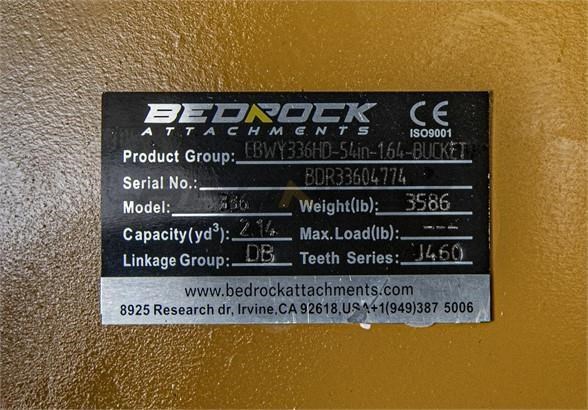 BEDROCK
ATTACHMENTS
CE
ISO9001
Product Group: EBWY336HD-54in-1.64-BUCKET
Serial No.: BDR33604774
Model: 336 Weight(lb): 3586
Capacity(yd³): 2.14 Max.Load(lb):
Linkage Group: DB Teeth Series: J460
www.bedrockattachments.com
8925 Research dr, Irvine,CA 92618,USA+1(949)387 5006